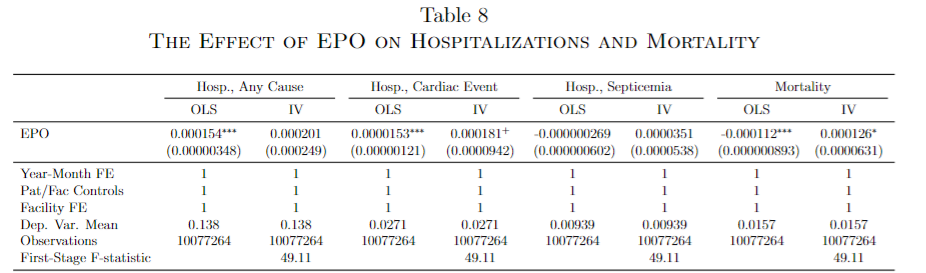 Table 8
THE EFFECT OF EPO ON HOSPITALIZATIONS AND MORTALITY
Hosp., Any Cause Hosp., Cardiac Event Hosp., Septicemia Mortality
OLS IV OLS IV OLS IV OLS IV
EPO 0.000154*** 0.000201 0.0000153*** 0.000181+ -0.000000269 0.0000351 -0.000112*** 0.000126*
(0.00000348) (0.000249) (0.00000121) (0.0000942) (0.000000602) (0.0000538) (0.000000893) (0.0000631)
Year-Month FE 1 1 1 1 1 1 1 1
Pat/Fac Controls 1 1 1 1 1 1 1 1
Facility FE 1 1 1 1 1 1 1 1
Dep. Var. Mean 0.138 0.138 0.0271 0.0271 0.00939 0.00939 0.0157 0.0157
Observations 10077264 10077264 10077264 10077264 10077264 10077264 10077264 10077264
First-Stage F-statistic 49.11 49.11 49.11 49.11